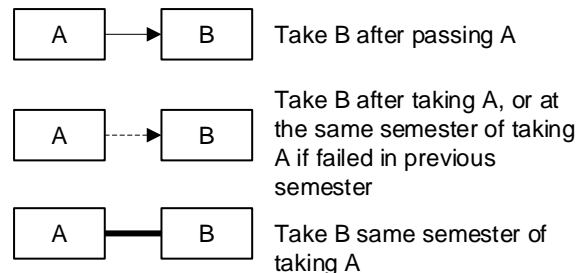 A B Take B after passing A
Take B after taking A, or at
A B the same semester of taking
A if failed in previous
semester
A B Take B same semester of
taking A